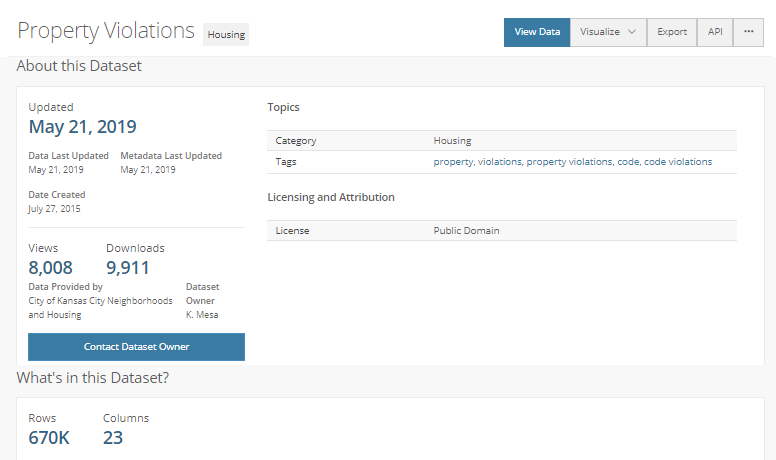 Property Violations Housing
View Data Visualize Export API ...
About this Dataset
Updated
May 21, 2019
Data Last Updated Metadata Last Updated
May 21, 2019 May 21, 2019
Date Created
July 27, 2015
Views Downloads
8,008 9,911
Data Provided by
City of Kansas City Neighborhoods
and Housing
Dataset
Owner
K. Mesa
Contact Dataset Owner
Topics
Category Housing
Tags property, violations, property violations, code, code violations
Licensing and Attribution
License Public Domain
What's in this Dataset?
Rows Columns
670K 23